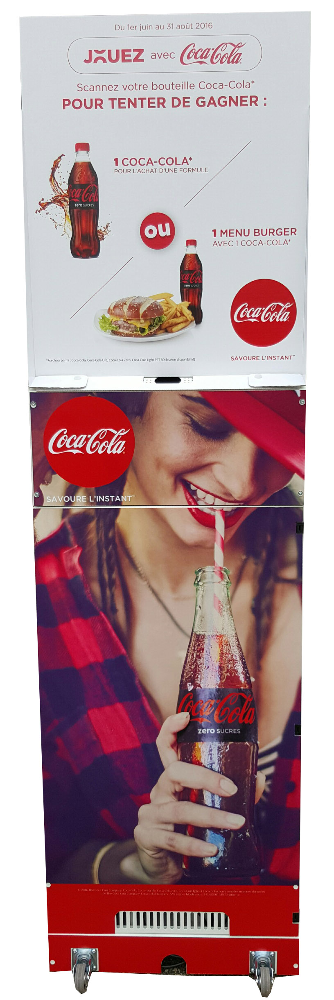 Du 1er juin au 31 août 2016
JOUEZ avec Coca-Cola
Scannez votre bouteille Coca-Cola*
POUR TENTER DE GAGNER :
1 COCA-COLA*
POUR L'ACHAT D'UNE FORMULE
Coca-Cola
zero SUCRES
ou
1 MENU BURGER
AVEC 1 COCA-COLA*
Coca-Cola
zero SUCRES
Coca-Cola
SAVOURE L'INSTANT™
*Au choix parmi : Coca-Cola, Coca-Cola Life, Coca-Cola Zero, Coca-Cola Light PET 50cl (selon disponibilité)
Coca-Cola
SAVOURE L'INSTANT™
Coca-Cola
zero SUCRES
© 2016 The Coca-Cola Company. Coca-Cola, Coca-cola life, Coca-Cola zero, Coca-Cola light et Coca-Cola cherry sont des marques déposées
de The Coca-Cola Company. Coca-Cola Entreprise SAS Issy les Moulineaux. 343 688 016 RCS Nanterre.